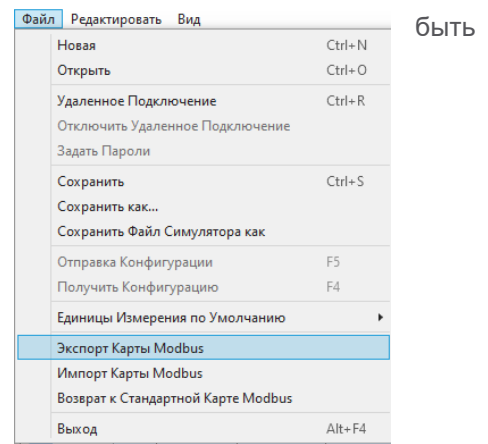 Файл Редактировать Вид
быть
Новая Ctrl+N
Открыть Ctrl+O
Удаленное Подключение Ctrl+R
Отключить Удаленное Подключение
Задать Пароли
Сохранить Ctrl+S
Сохранить как...
Сохранить Файл Симулятора как
Отправка Конфигурации F5
Получить Конфигурацию F4
Единицы Измерения по Умолчанию
Экспорт Карты Modbus
Импорт Карты Modbus
Возврат к Стандартной Карте Modbus
Выход Alt+F4